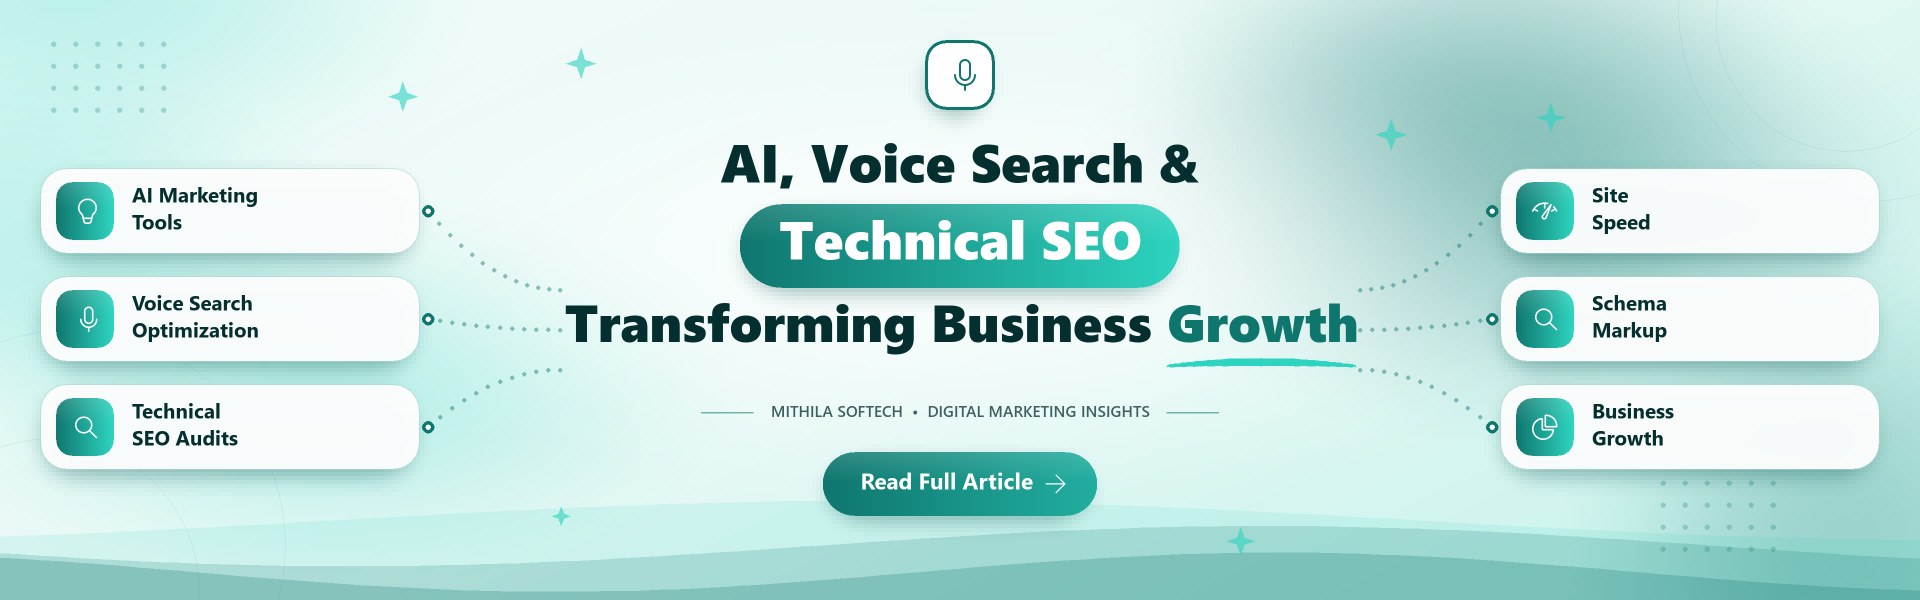 AI, Voice Search &
Technical SEO
Transforming Business Growth
MITHILA SOFTECH • DIGITAL MARKETING INSIGHTS
Read Full Article →
AI Marketing
Tools
Voice Search
Optimization
Technical
SEO Audits
Site
Speed
Schema
Markup
Business
Growth